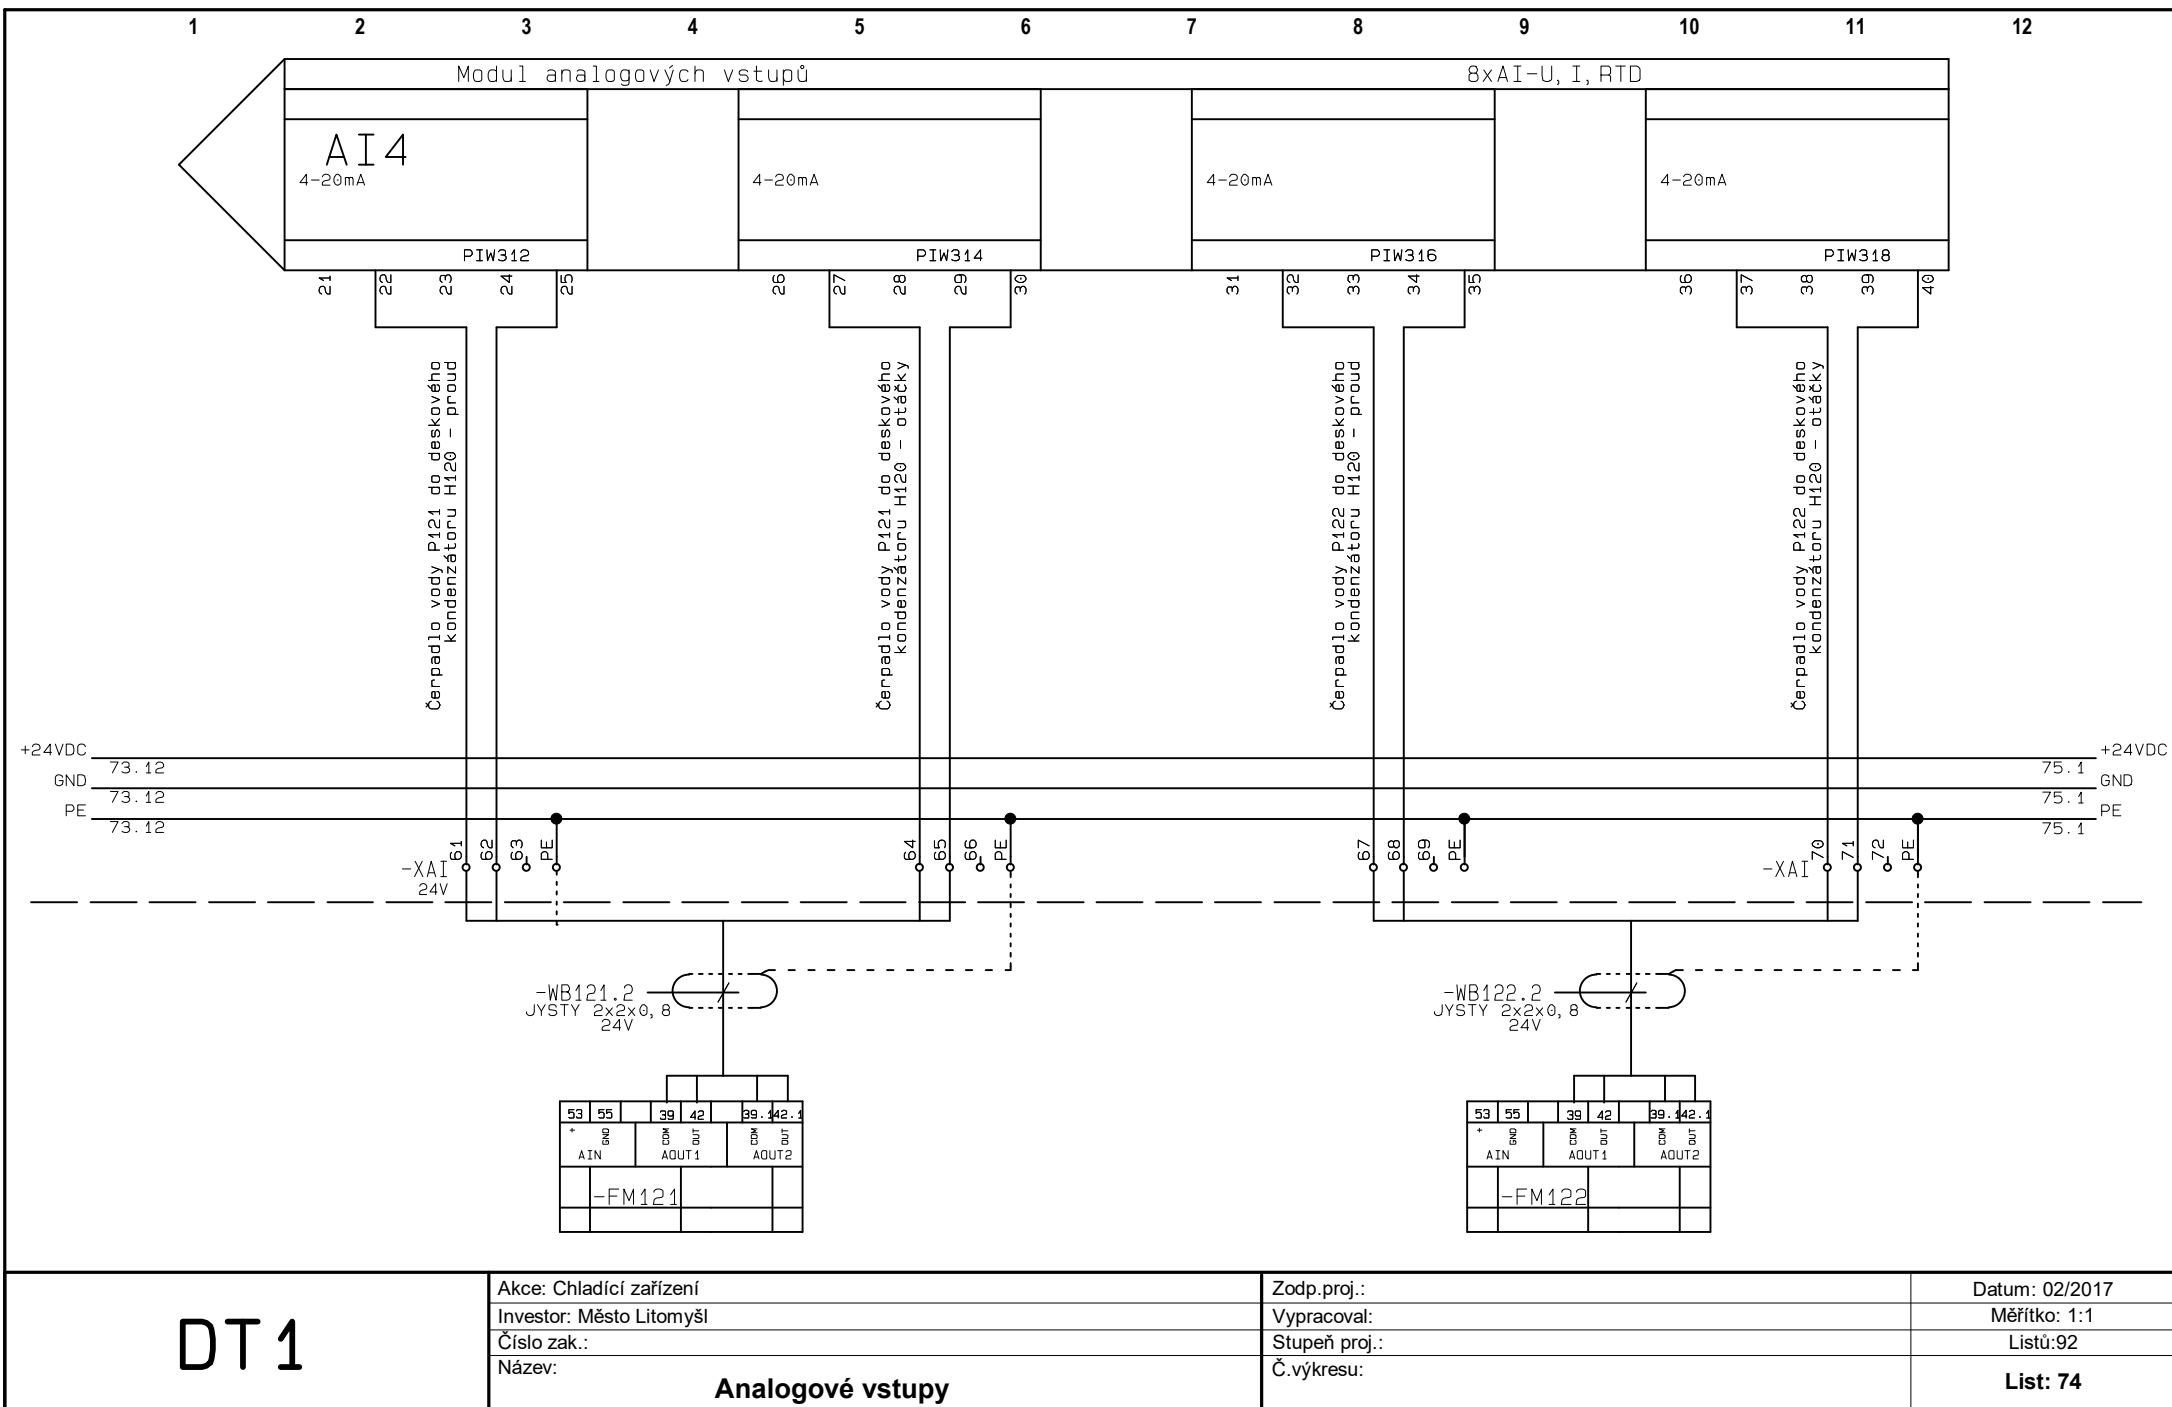 1 2 3 4 5 6 7 8 9 10 11 12
Modul analogových vstupů 8xAI-U, I, RTD
AI4
4-20mA 4-20mA 4-20mA 4-20mA
PIW312 PIW314 PIW316 PIW318
21 22 23 24 25 26 27 28 29 30 31 32 33 34 35 36 37 38 39 40
Čerpadlo vody P121 do deskového
kondenzátoru H120 - proud
Čerpadlo vody P121 do deskového
kondenzátoru H120 - otáčky
Čerpadlo vody P122 do deskového
kondenzátoru H120 - proud
Čerpadlo vody P122 do deskového
kondenzátoru H120 - otáčky
+24VDC 73.12 75.1 +24VDC
GND 73.12 75.1 GND
PE 73.12 75.1 PE
61 62 63 PE 64 65 66 PE 67 68 69 PE 70 71 72 PE
-XAI -XAI
24V
-WB121.2
JYSTY 2x2x0,8
24V
-WB122.2
JYSTY 2x2x0,8
24V
53 55 39 42 39.1 42.1
+ GND COM OUT COM OUT
AIN AOUT1 AOUT2
-FM121
53 55 39 42 39.1 42.1
+ GND COM OUT COM OUT
AIN AOUT1 AOUT2
-FM122
DT1
Akce: Chladící zařízení
Investor: Město Litomyšl
Číslo zak.:
Název:
Analogové vstupy
Zodp.proj.:
Vypracoval:
Stupeň proj.:
Č.výkresu:
Datum: 02/2017
Měřítko: 1:1
Listů:92
List: 74